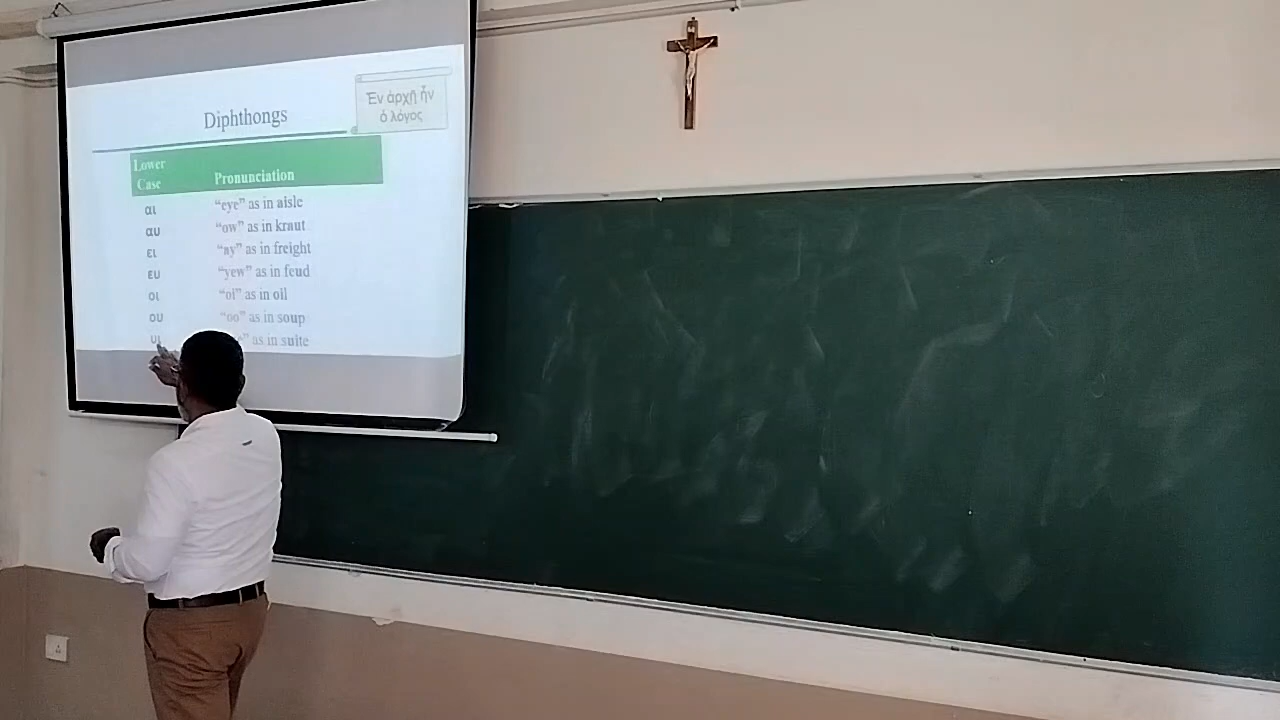 Diphthongs
Ἐν ἀρχῇ ἦν
ὁ λόγος
Lower
Case
Pronunciation
αι “eye” as in aisle
αυ “ow” as in kraut
ει “ay” as in freight
ευ “yew” as in feud
οι “oi” as in oil
ου “oo” as in soup
υι as in suite